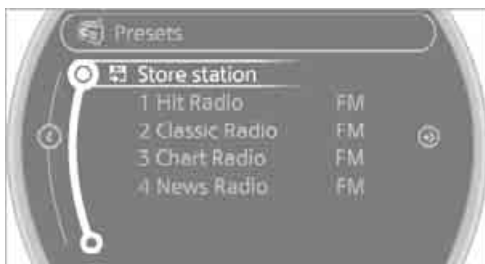 Presets
Store station
1 Hit Radio FM
2 Classic Radio FM
3 Chart Radio FM
4 News Radio FM